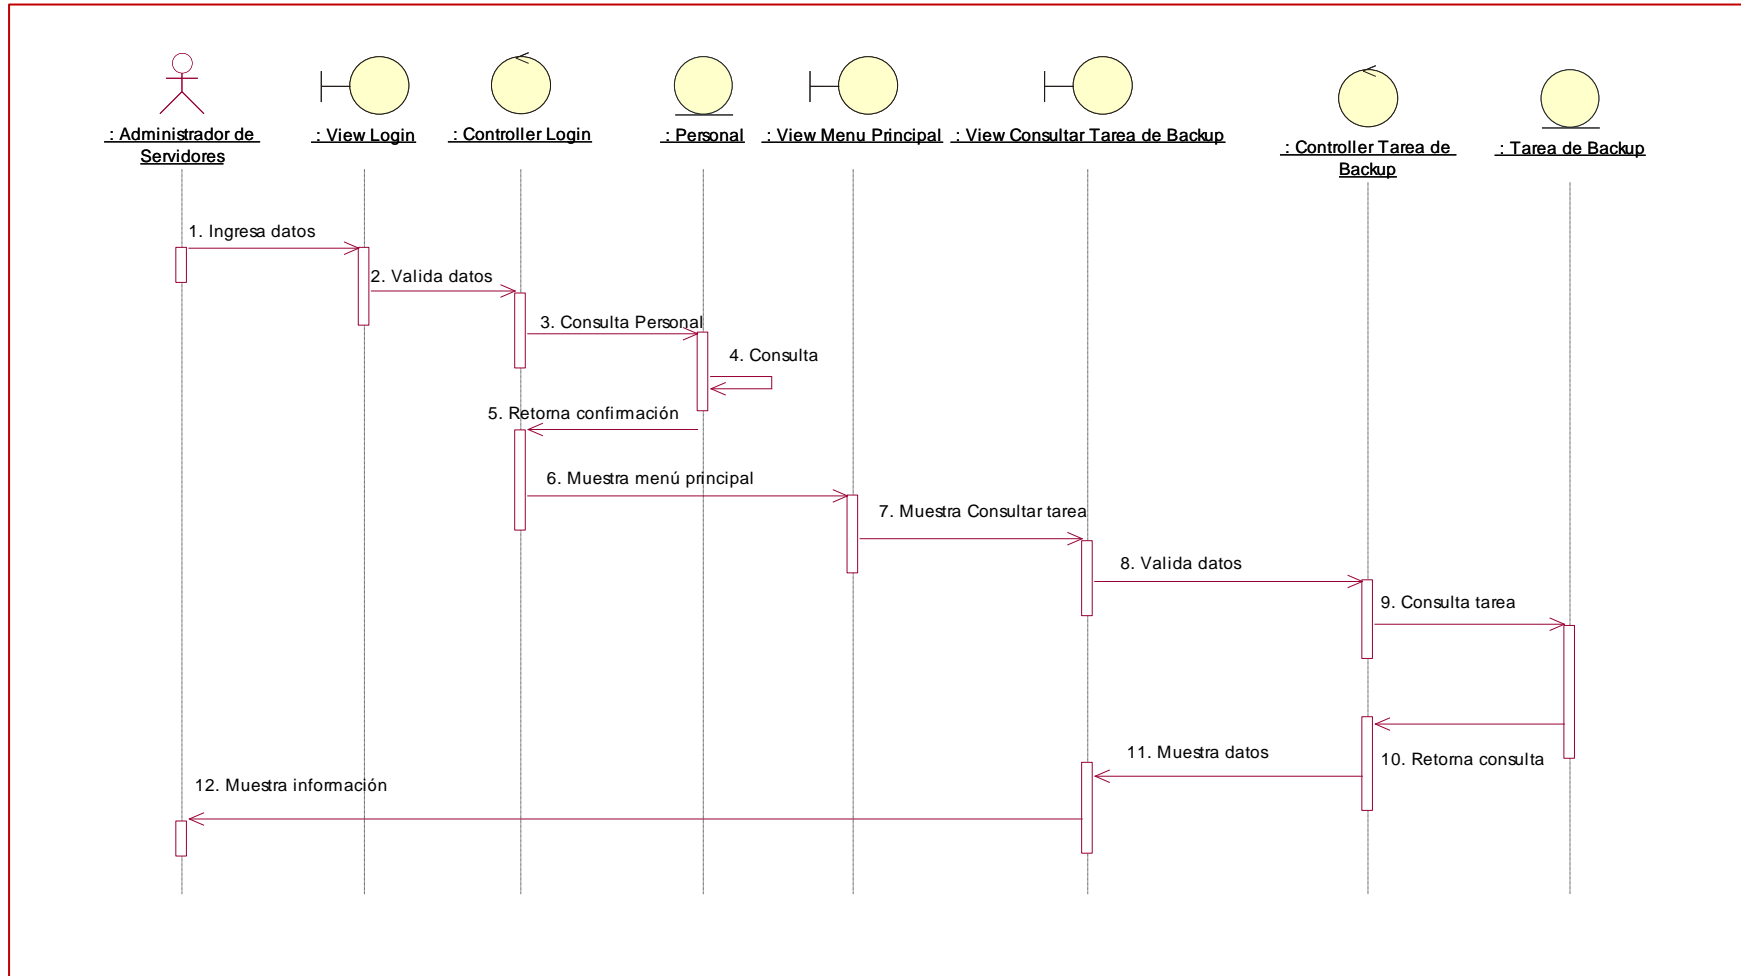 : Administrador de
Servidores
: View Login
: Controller Login
: Personal
: View Menu Principal
: View Consultar Tarea de Backup
: Controller Tarea de
Backup
: Tarea de Backup
1. Ingresa datos
2. Valida datos
3. Consulta Personal
4. Consulta
5. Retorna confirmación
6. Muestra menú principal
7. Muestra Consultar tarea
8. Valida datos
9. Consulta tarea
10. Retorna consulta
11. Muestra datos
12. Muestra información